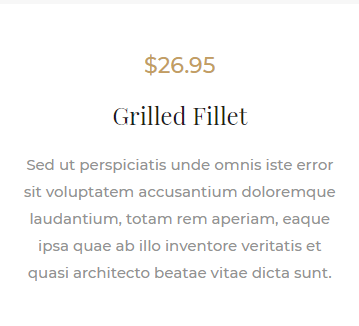 $26.95
Grilled Fillet
Sed ut perspiciatis unde omnis iste error
sit voluptatem accusantium doloremque
laudantium, totam rem aperiam, eaque
ipsa quae ab illo inventore veritatis et
quasi architecto beatae vitae dicta sunt.